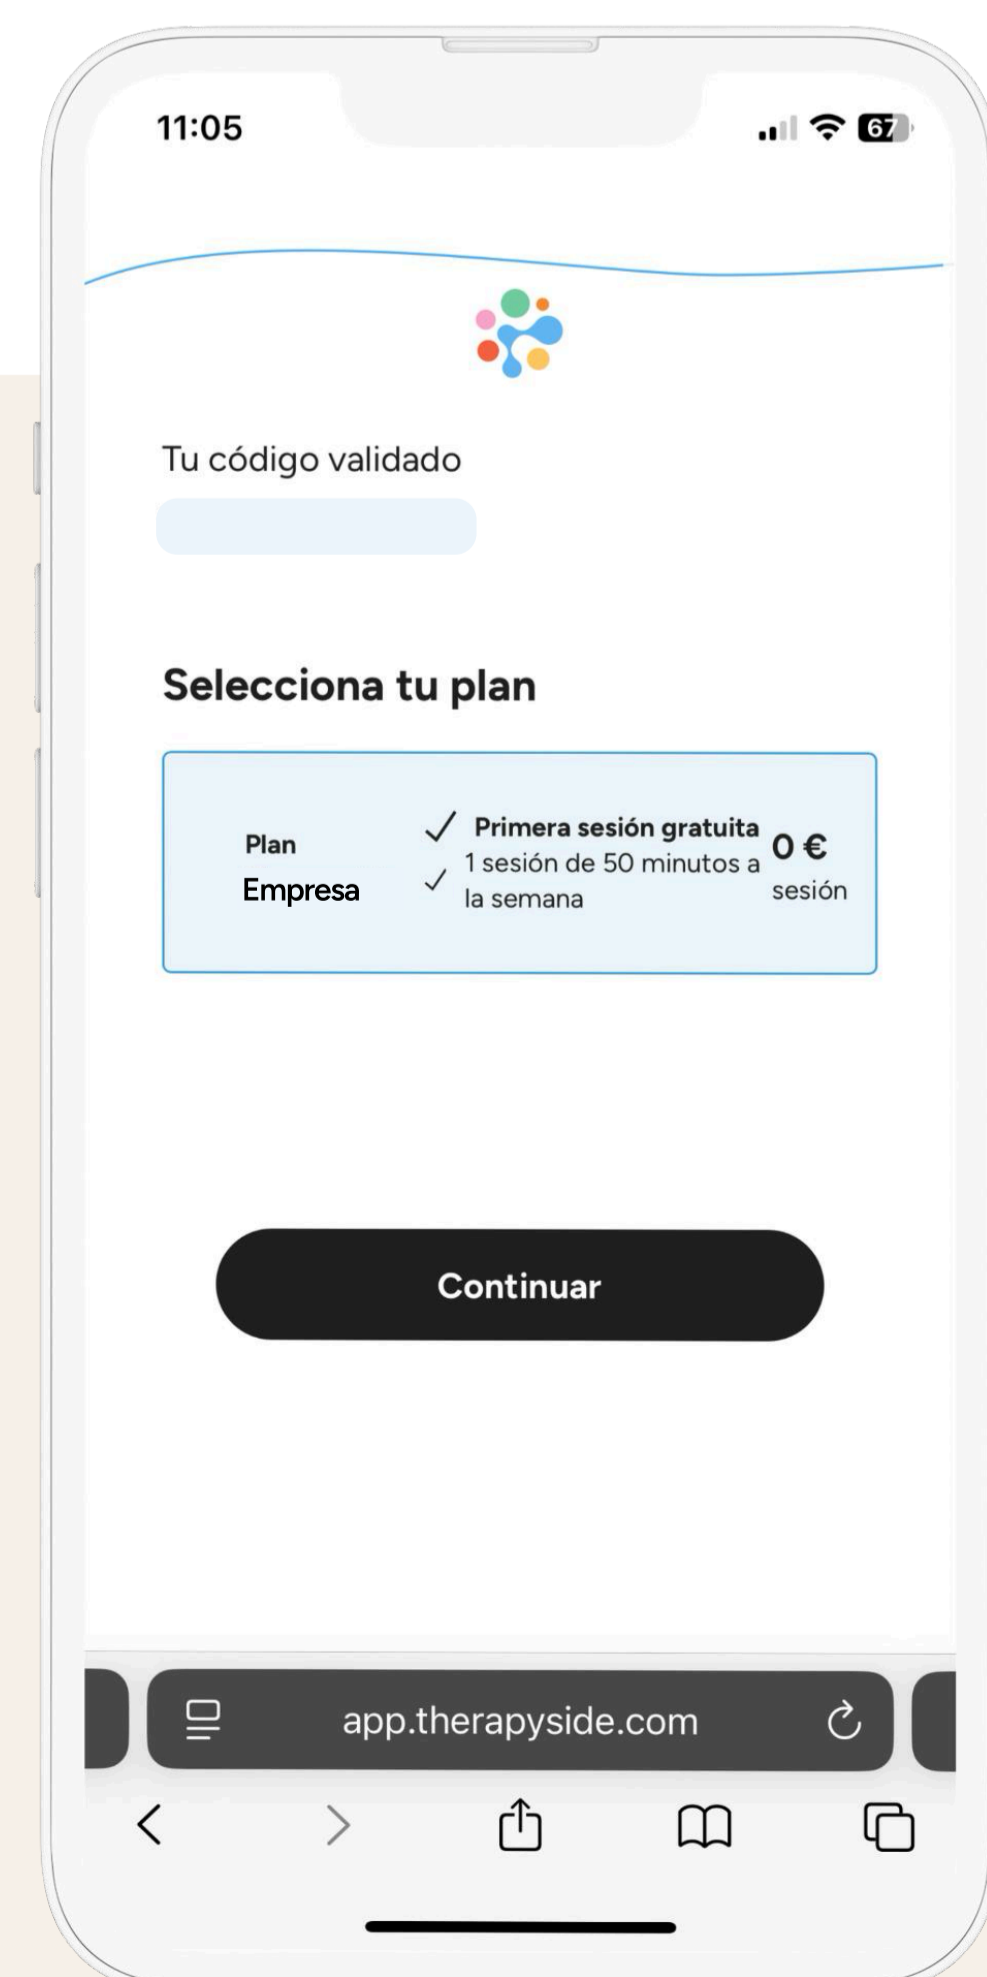 11:05
67
Tu código validado
Selecciona tu plan
Plan
Empresa
Primera sesión gratuita
1 sesión de 50 minutos a
la semana
0 €
sesión
Continuar
app.therapyside.com